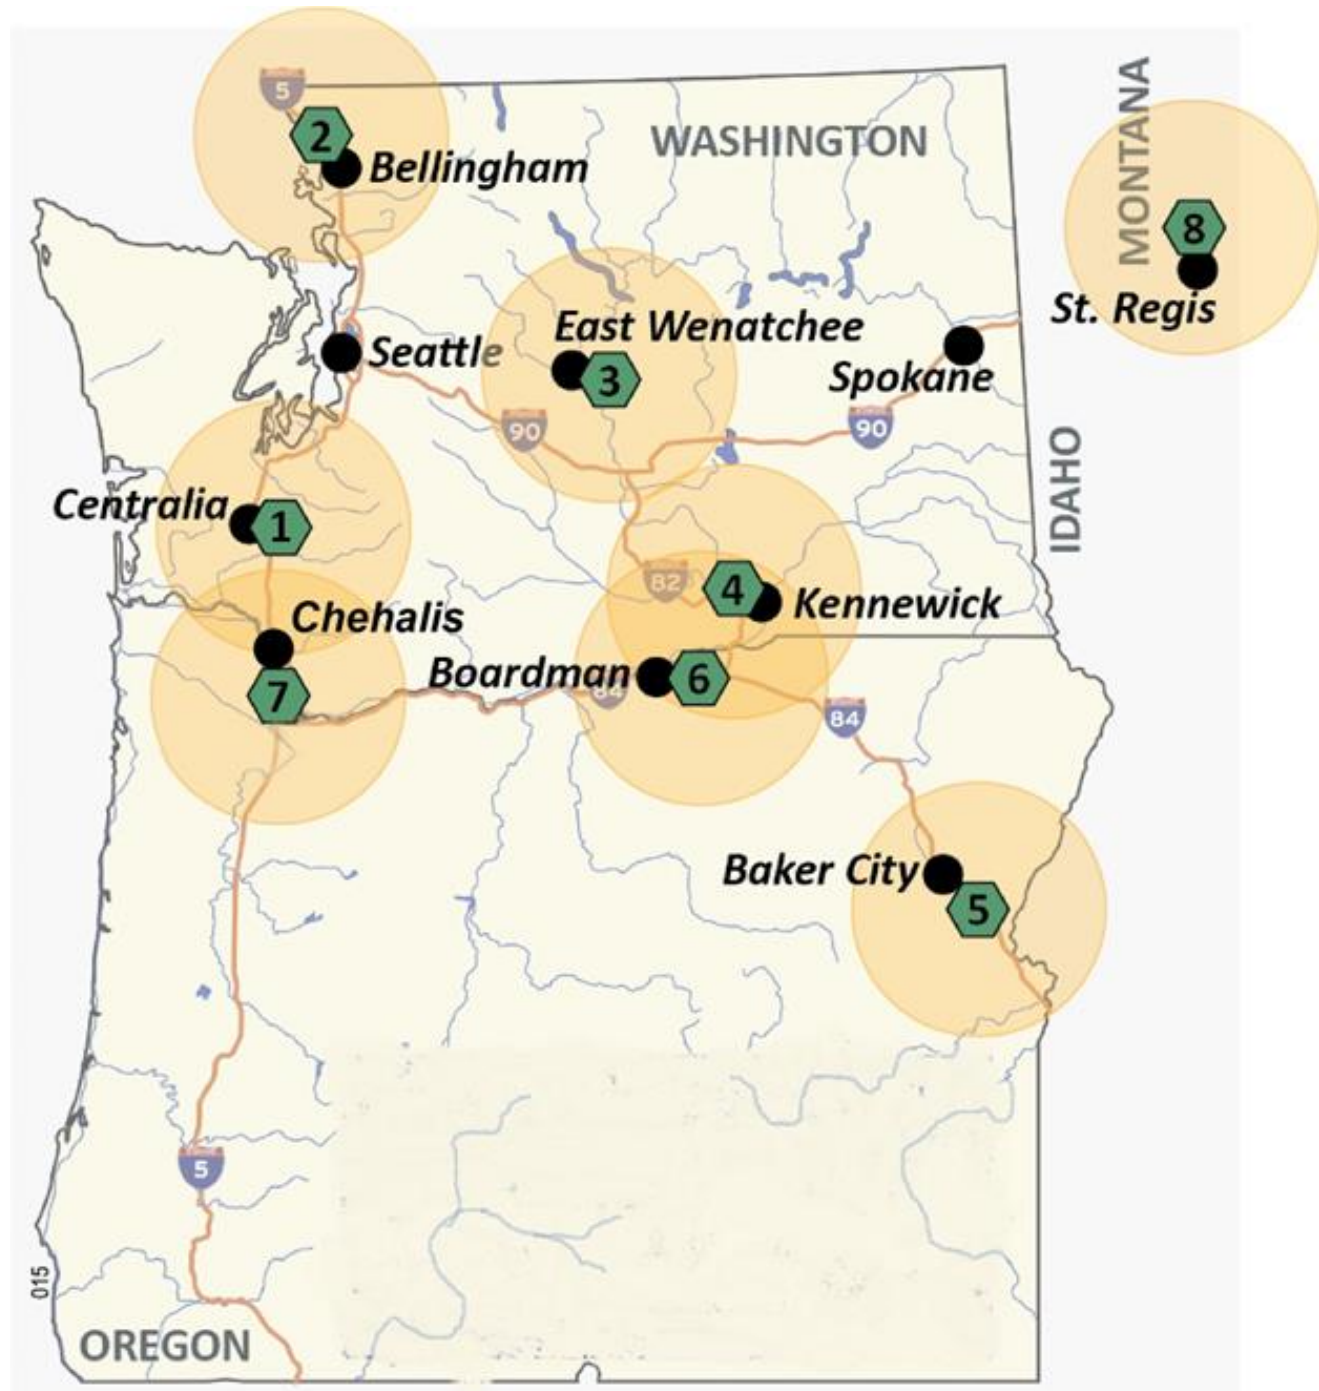 5
2
Bellingham
WASHINGTON
MONTANA
8
St. Regis
East Wenatchee
3
Seattle
Spokane
90
90
IDAHO
Centralia
1
82
4
Kennewick
Chehalis
7
Boardman
6
84
84
Baker City
5
5
015
OREGON